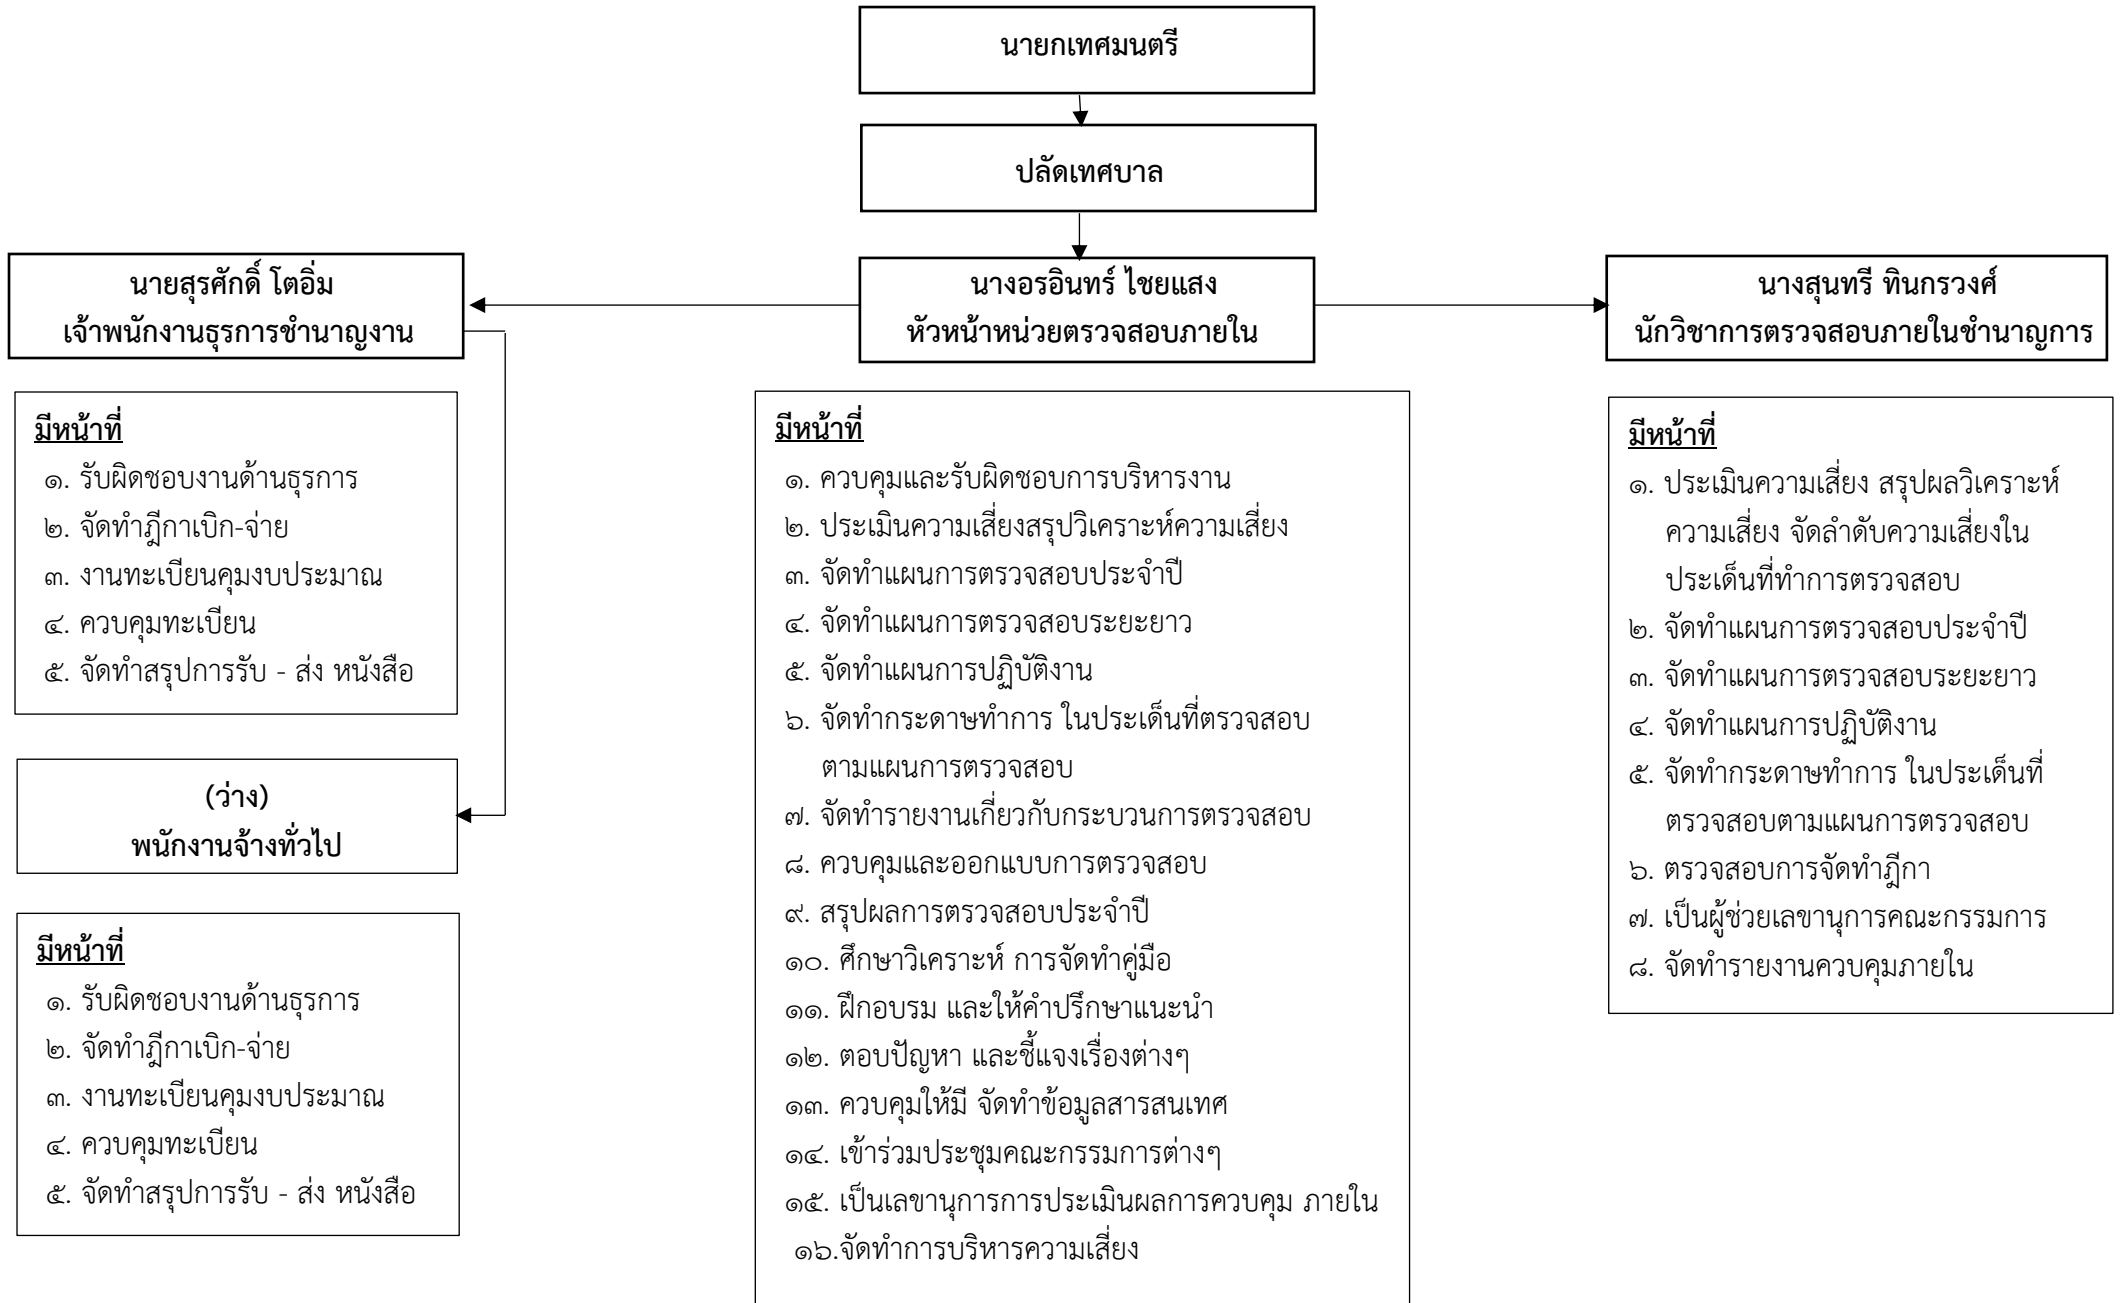 นายกเทศมนตรี
ปลัดเทศบาล
นายสุรศักดิ์ โตอิ่ม
เจ้าพนักงานธุรการชำนาญงาน
นางอรอินทร์ ไชยแสง
หัวหน้าหน่วยตรวจสอบภายใน
นางสุนทรี ทินกรวงศ์
นักวิชาการตรวจสอบภายในชำนาญการ
มีหน้าที่
๑. รับผิดชอบงานด้านธุรการ
๒. จัดทำฎีกาเบิก-จ่าย
๓. งานทะเบียนคุมงบประมาณ
๔. ควบคุมทะเบียน
๕. จัดทำสรุปการรับ - ส่ง หนังสือ
(ว่าง)
พนักงานจ้างทั่วไป
มีหน้าที่
๑. รับผิดชอบงานด้านธุรการ
๒. จัดทำฎีกาเบิก-จ่าย
๓. งานทะเบียนคุมงบประมาณ
๔. ควบคุมทะเบียน
๕. จัดทำสรุปการรับ - ส่ง หนังสือ
มีหน้าที่
๑. ควบคุมและรับผิดชอบการบริหารงาน
๒. ประเมินความเสี่ยงสรุปวิเคราะห์ความเสี่ยง
๓. จัดทำแผนการตรวจสอบประจำปี
๔. จัดทำแผนการตรวจสอบระยะยาว
๕. จัดทำแผนการปฏิบัติงาน
๖. จัดทำกระดาษทำการ ในประเด็นที่ตรวจสอบ
ตามแผนการตรวจสอบ
๗. จัดทำรายงานเกี่ยวกับกระบวนการตรวจสอบ
๘. ควบคุมและออกแบบการตรวจสอบ
๙. สรุปผลการตรวจสอบประจำปี
๑๐. ศึกษาวิเคราะห์ การจัดทำคู่มือ
๑๑. ฝึกอบรม และให้คำปรึกษาแนะนำ
๑๒. ตอบปัญหา และชี้แจงเรื่องต่างๆ
๑๓. ควบคุมให้มี จัดทำข้อมูลสารสนเทศ
๑๔. เข้าร่วมประชุมคณะกรรมการต่างๆ
๑๕. เป็นเลขานุการการประเมินผลการควบคุม ภายใน
๑๖.จัดทำการบริหารความเสี่ยง
มีหน้าที่
๑. ประเมินความเสี่ยง สรุปผลวิเคราะห์
ความเสี่ยง จัดลำดับความเสี่ยงใน
ประเด็นที่ทำการตรวจสอบ
๒. จัดทำแผนการตรวจสอบประจำปี
๓. จัดทำแผนการตรวจสอบระยะยาว
๔. จัดทำแผนการปฏิบัติงาน
๕. จัดทำกระดาษทำการ ในประเด็นที่
ตรวจสอบตามแผนการตรวจสอบ
๖. ตรวจสอบการจัดทำฎีกา
๗. เป็นผู้ช่วยเลขานุการคณะกรรมการ
๘. จัดทำรายงานควบคุมภายใน